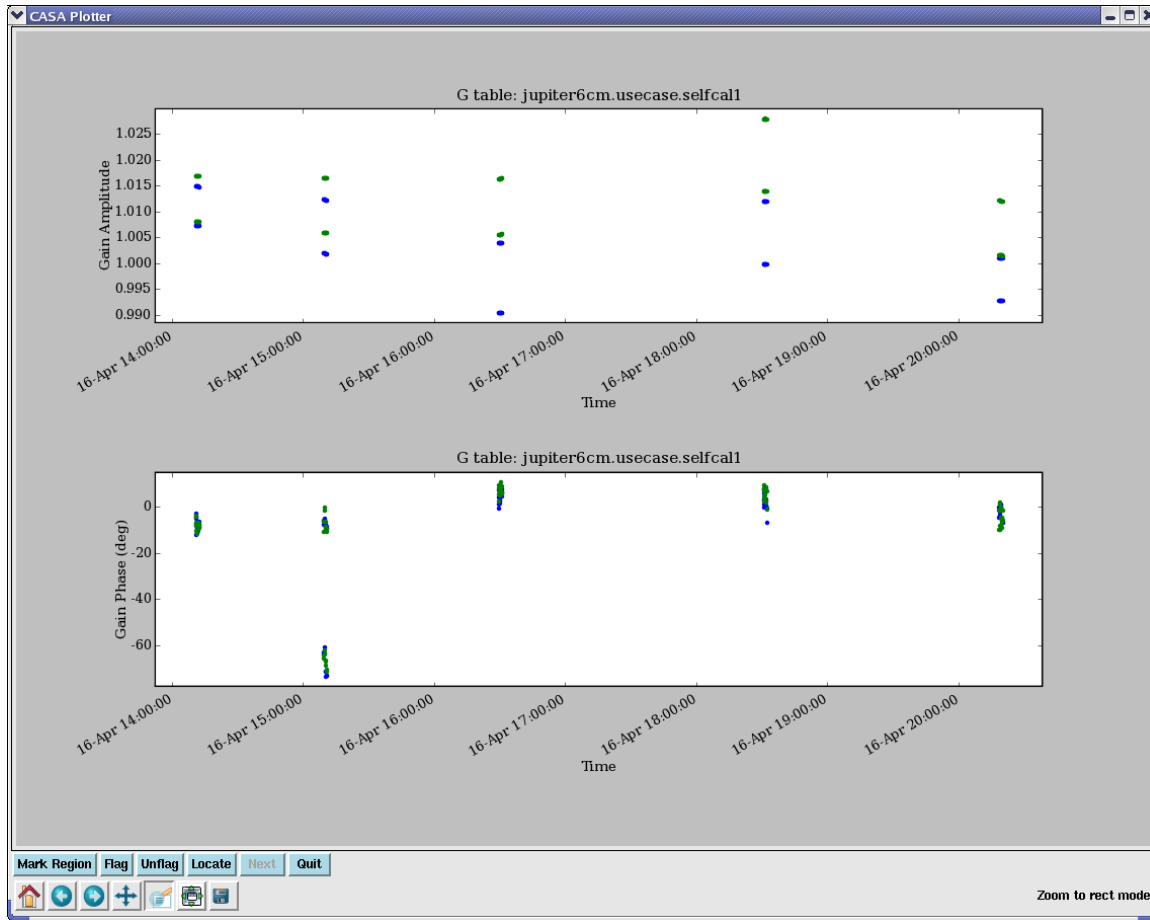 CASA Plotter
G table: jupiter6cm.usecase.selfcal1
Gain Amplitude
1.025
1.020
1.015
1.010
1.005
1.000
0.995
0.990
16-Apr 14:00:00
16-Apr 15:00:00
16-Apr 16:00:00
16-Apr 17:00:00
16-Apr 18:00:00
16-Apr 19:00:00
16-Apr 20:00:00
Time
G table: jupiter6cm.usecase.selfcal1
Gain Phase (deg)
0
-20
-40
-60
16-Apr 14:00:00
16-Apr 15:00:00
16-Apr 16:00:00
16-Apr 17:00:00
16-Apr 18:00:00
16-Apr 19:00:00
16-Apr 20:00:00
Time
Mark Region Flag Unflag Locate Next Quit
Zoom to rect mode